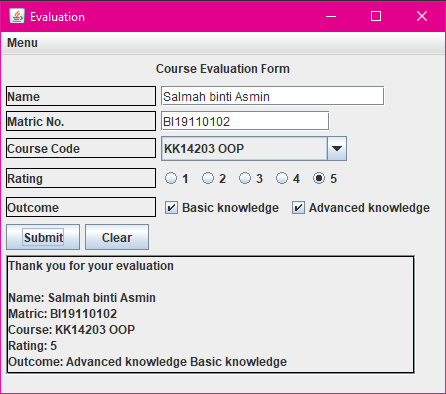 Evaluation
Menu
Course Evaluation Form
Name Salmah binti Asmin
Matric No. BI19110102
Course Code KK14203 OOP
Rating 1 2 3 4 5
Outcome Basic knowledge Advanced knowledge
Submit Clear
Thank you for your evaluation
Name: Salmah binti Asmin
Matric: BI19110102
Course: KK14203 OOP
Rating: 5
Outcome: Advanced knowledge Basic knowledge